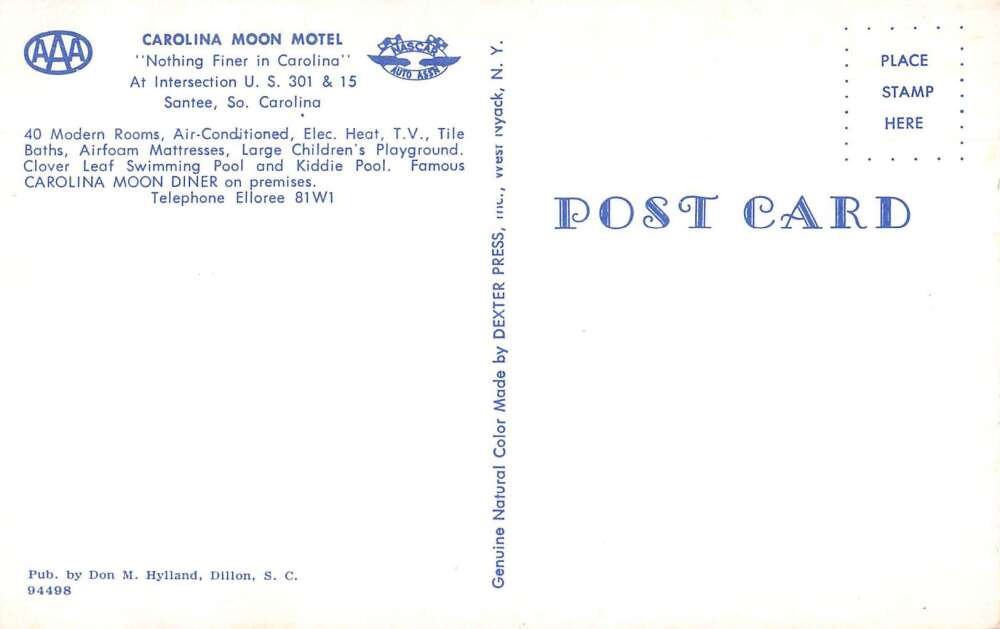 AAA
CAROLINA MOON MOTEL
"Nothing Finer in Carolina"
At Intersection U. S. 301 & 15
Santee, So. Carolina
NASCAR
AUTO ASS'N
40 Modern Rooms, Air-Conditioned, Elec. Heat, T.V., Tile
Baths, Airfoam Mattresses, Large Children's Playground.
Clover Leaf Swimming Pool and Kiddie Pool. Famous
CAROLINA MOON DINER on premises.
Telephone Elloree 81W1
Pub. by Don M. Hylland, Dillon, S. C.
94498
Genuine Natural Color Made by DEXTER PRESS, Inc., West Nyack, N. Y.
PLACE
STAMP
HERE
POST CARD